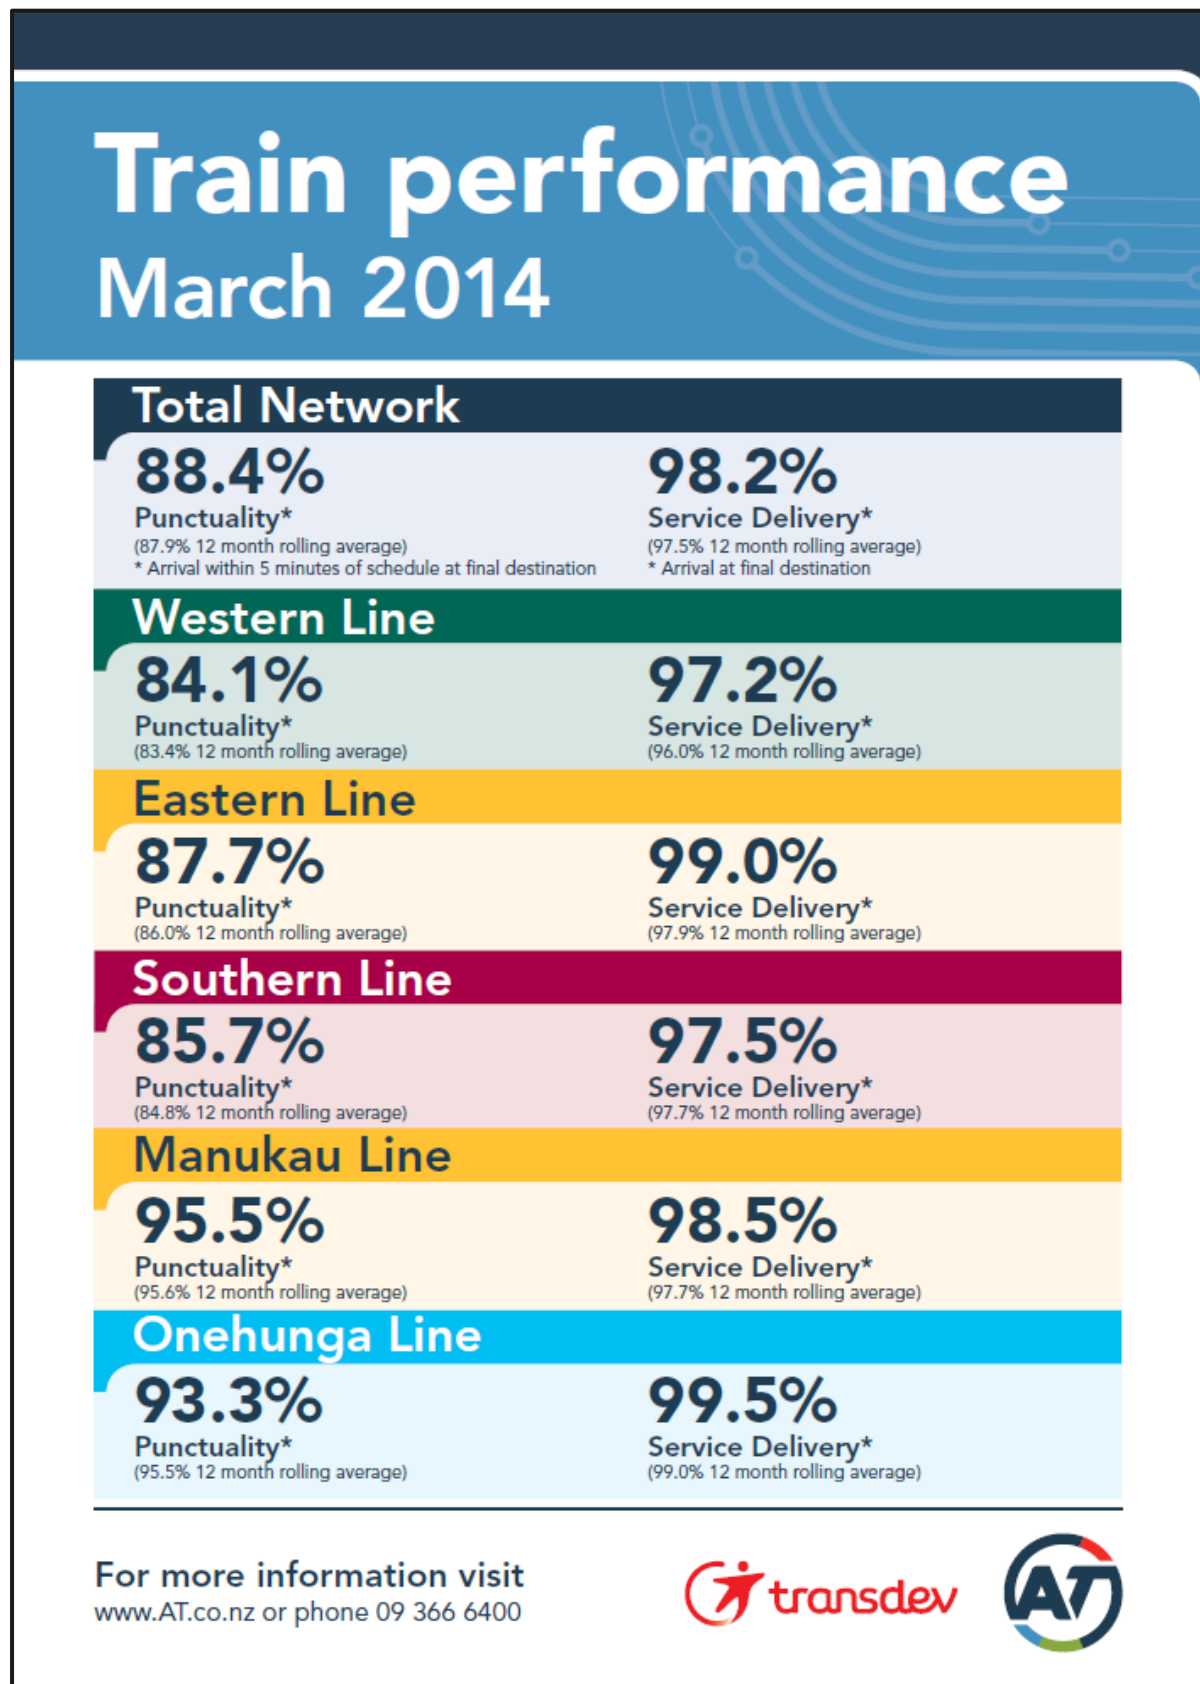 Train performance
March 2014
Total Network
88.4%
Punctuality*
(87.9% 12 month rolling average)
* Arrival within 5 minutes of schedule at final destination
98.2%
Service Delivery*
(97.5% 12 month rolling average)
* Arrival at final destination
Western Line
84.1%
Punctuality*
(83.4% 12 month rolling average)
97.2%
Service Delivery*
(96.0% 12 month rolling average)
Eastern Line
87.7%
Punctuality*
(86.0% 12 month rolling average)
99.0%
Service Delivery*
(97.9% 12 month rolling average)
Southern Line
85.7%
Punctuality*
(84.8% 12 month rolling average)
97.5%
Service Delivery*
(97.7% 12 month rolling average)
Manukau Line
95.5%
Punctuality*
(95.6% 12 month rolling average)
98.5%
Service Delivery*
(97.7% 12 month rolling average)
Onehunga Line
93.3%
Punctuality*
(95.5% 12 month rolling average)
99.5%
Service Delivery*
(99.0% 12 month rolling average)
For more information visit
www.AT.co.nz or phone 09 366 6400
transdev
AT